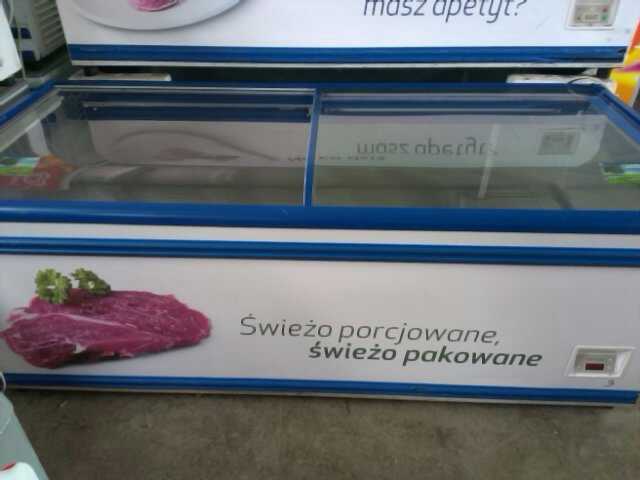 masz apetyt?
Świeżo porcjowane,
świeżo pakowane